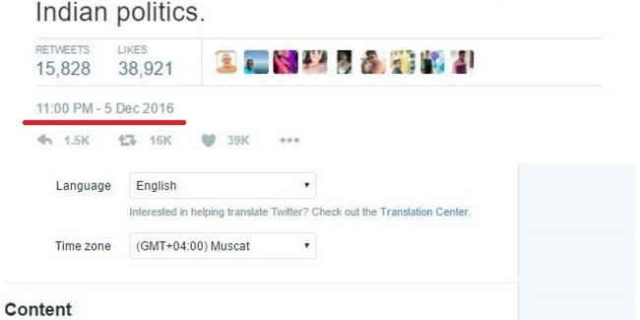 Indian politics.
RETWEETS LIKES
15,828 38,921
11:00 PM - 5 Dec 2016
1.5K 16K 39K
Language English
Interested in helping translate Twitter? Check out the Translation Center.
Time zone (GMT+04:00) Muscat
Content